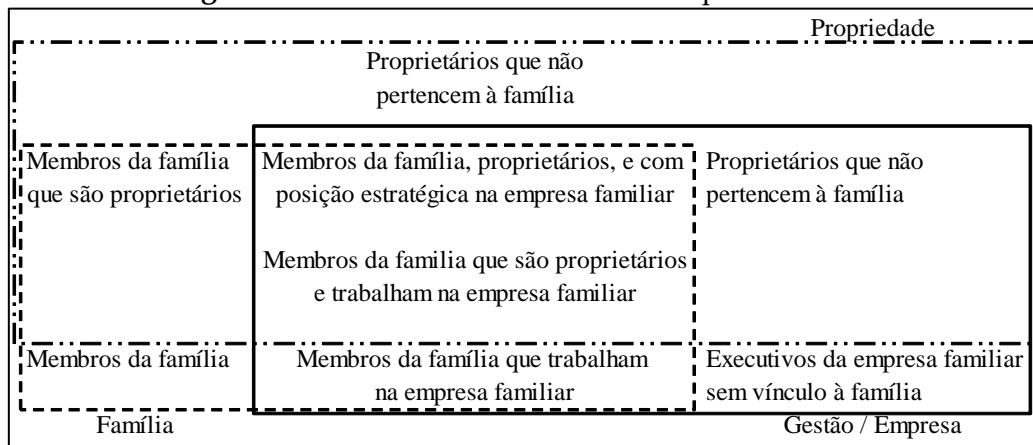 Propriedade
Proprietários que não
pertencem à família
Membros da família
que são proprietários
Membros da família, proprietários, e com
posição estratégica na empresa familiar
Proprietários que não
pertencem à família
Membros da familia que são proprietários
e trabalham na empresa familiar
Membros da família
Membros da família que trabalham
na empresa familiar
Executivos da empresa familiar
sem vínculo à família
Família
Gestão / Empresa